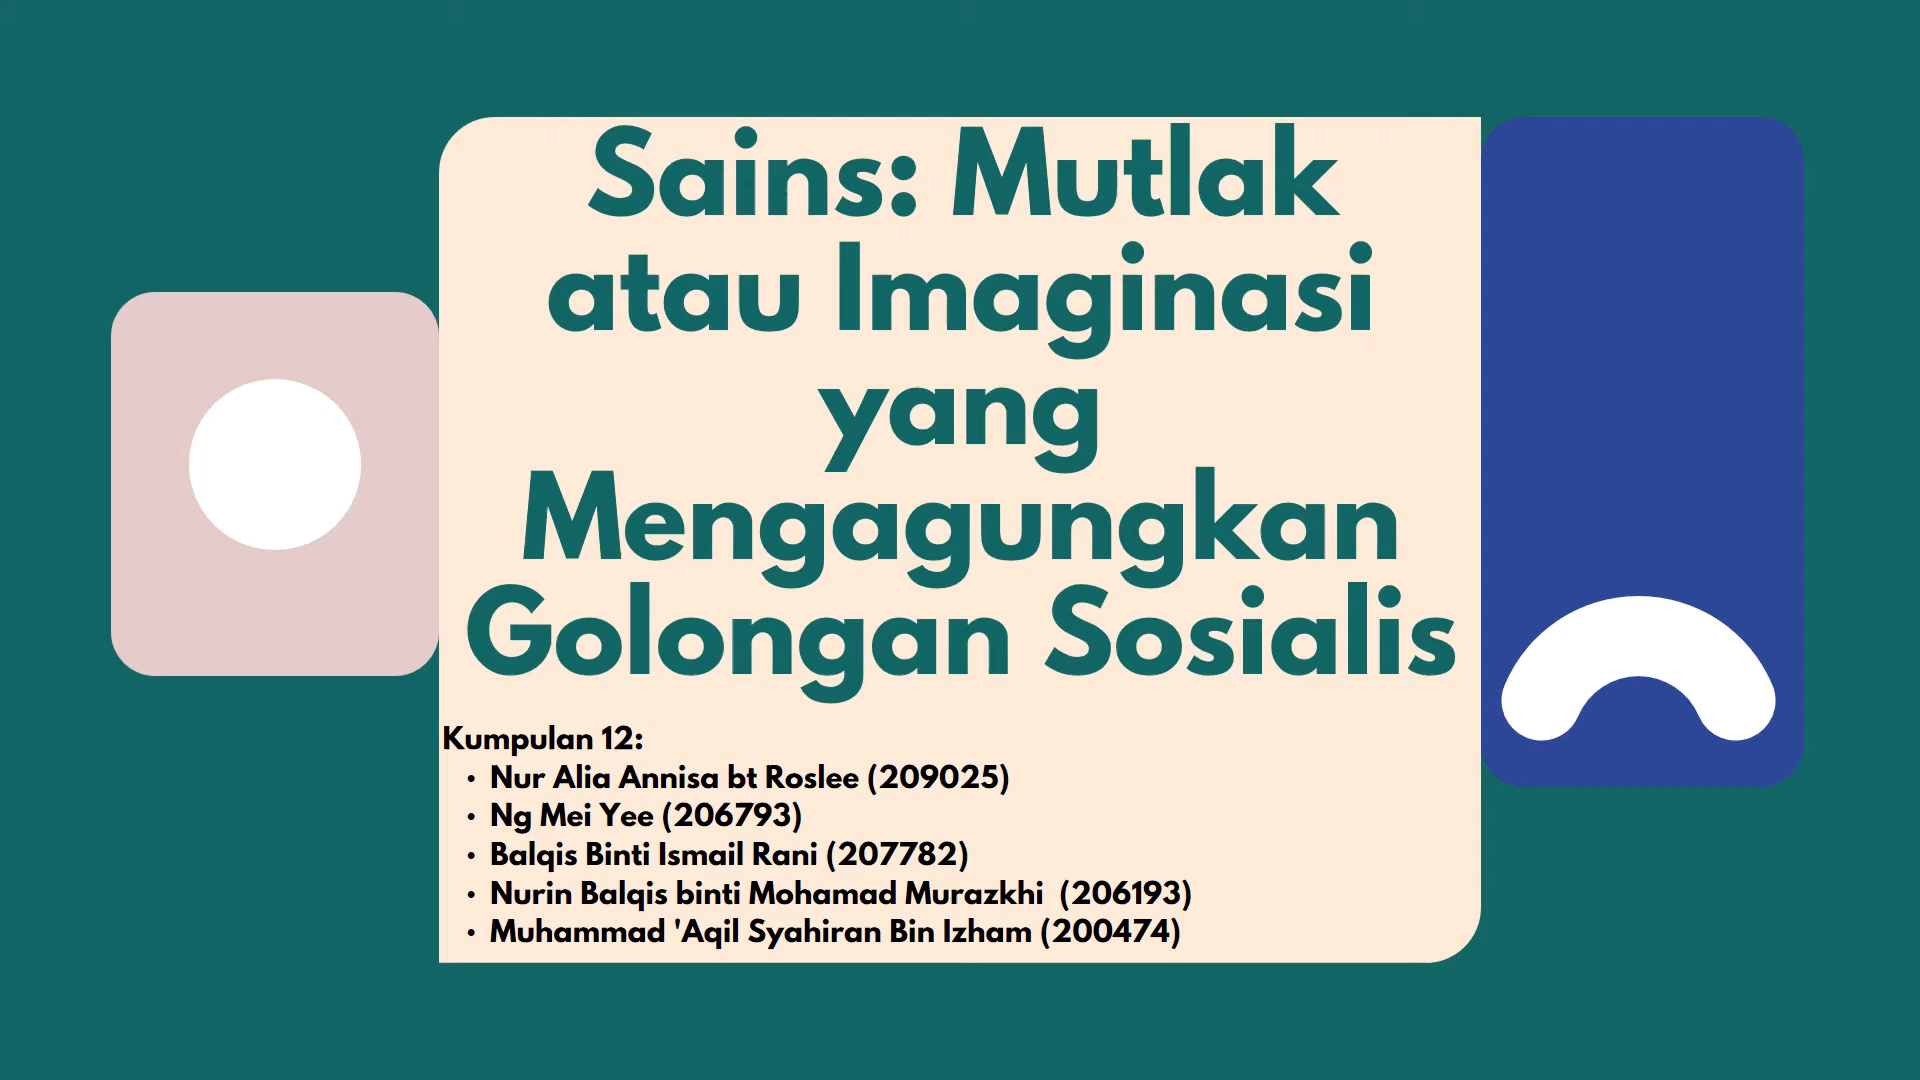 Sains: Mutlak
atau Imaginasi
yang
Mengagungkan
Golongan Sosialis
Kumpulan 12:
• Nur Alia Annisa bt Roslee (209025)
• Ng Mei Yee (206793)
• Balqis Binti Ismail Rani (207782)
• Nurin Balqis binti Mohamad Murazkhi  (206193)
• Muhammad 'Aqil Syahiran Bin Izham (200474)